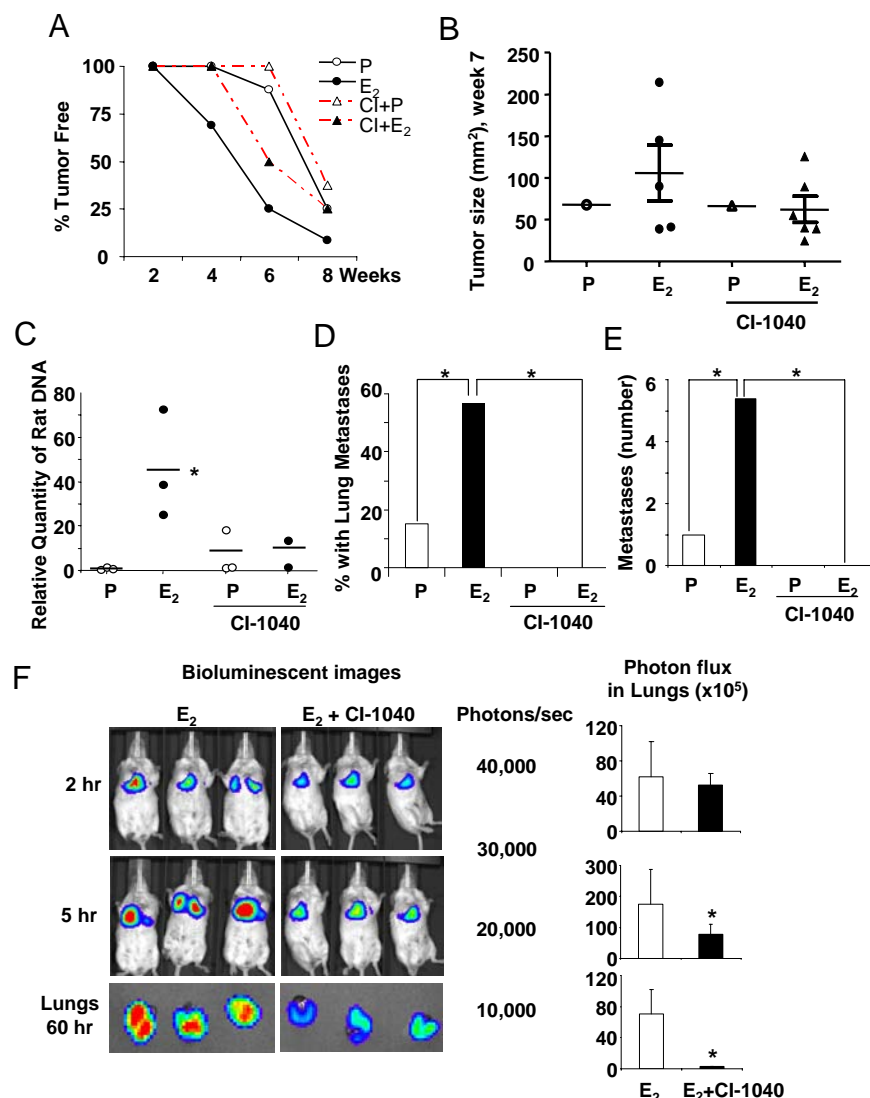 A
100
75
50
25
0
% Tumor Free
2 4 6 8 Weeks
P
E2
CI+P
CI+E2
B
250
200
150
100
50
0
Tumor size (mm²), week 7
P E2 P E2
CI-1040
C
80
60
40
20
0
Relative Quantity of Rat DNA
*
P E2 P E2
CI-1040
D
60
40
20
0
% with Lung Metastases
* *
P E2 P E2
CI-1040
E
6
4
2
0
Metastases (number)
* *
P E2 P E2
CI-1040
F
Bioluminescent images
E2 E2 + CI-1040
2 hr
5 hr
Lungs
60 hr
Photons/sec
40,000
30,000
20,000
10,000
Photon flux
in Lungs (x10⁵)
120
80
40
0
300
200
100
0
*
120
80
40
0
*
E2 E2+CI-1040